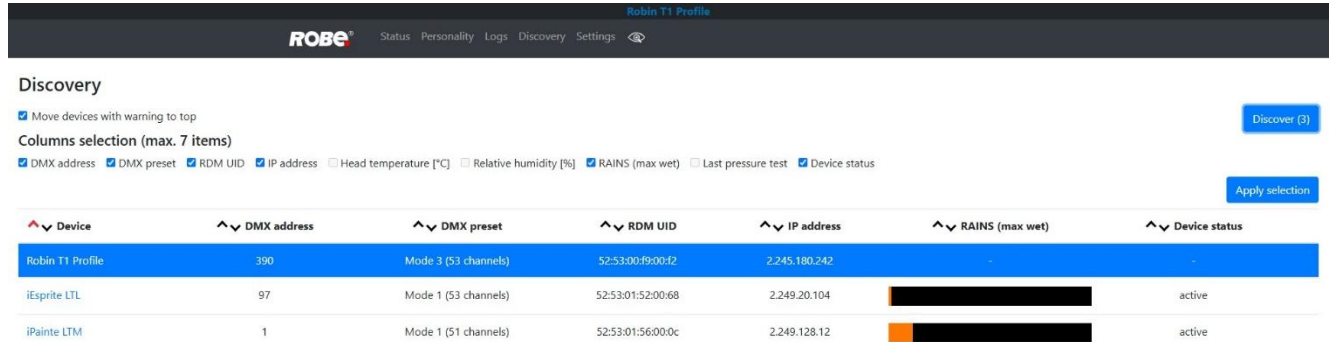 Robin T1 Profile
ROBE® Status Personality Logs Discovery Settings
Discovery
Move devices with warning to top
Discover (3)
Columns selection (max. 7 items)
DMX address DMX preset RDM UID IP address Head temperature [°C] Relative humidity [%] RAINS (max wet) Last pressure test Device status
Apply selection
Device DMX address DMX preset RDM UID IP address RAINS (max wet) Device status
Robin T1 Profile 390 Mode 3 (53 channels) 52:53:00:f9:00:f2 2.245.180.242 - -
iEsprite LTL 97 Mode 1 (53 channels) 52:53:01:52:00:68 2.249.20.104 active
iPainte LTM 1 Mode 1 (51 channels) 52:53:01:56:00:0c 2.249.128.12 active